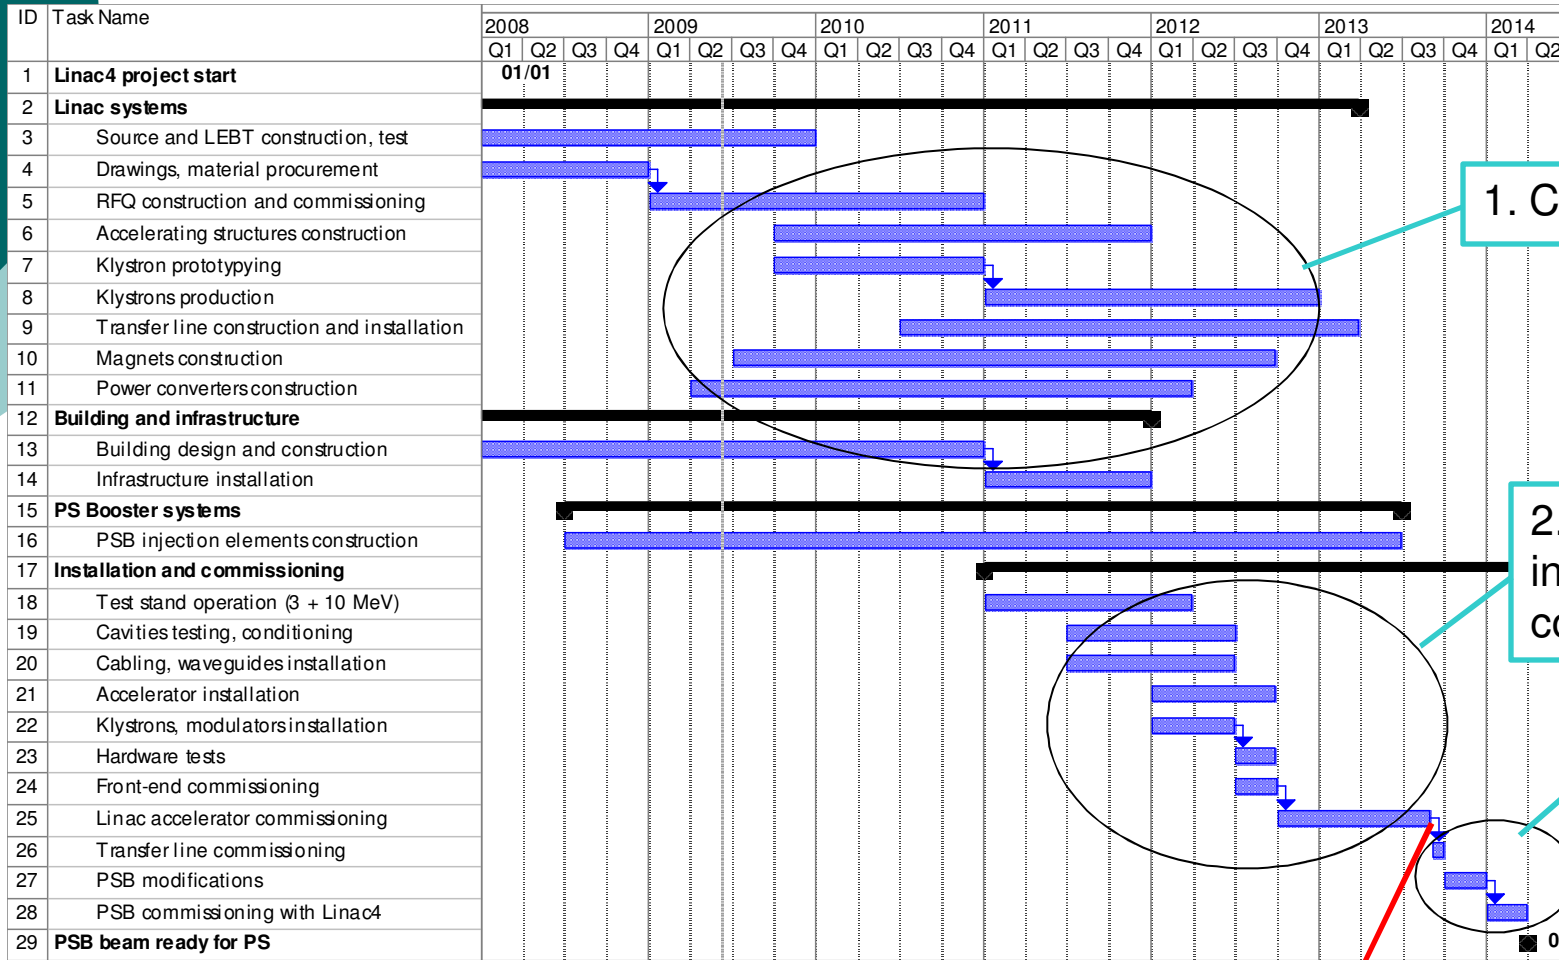 ID Task Name
2008 2009 2010 2011 2012 2013 2014
Q1 Q2 Q3 Q4 Q1 Q2 Q3 Q4 Q1 Q2 Q3 Q4 Q1 Q2 Q3 Q4 Q1 Q2 Q3 Q4 Q1 Q2 Q3 Q4 Q1 Q2
1 Linac4 project start 01/01
2 Linac systems
3 Source and LEBT construction, test
4 Drawings, material procurement
5 RFQ construction and commissioning
1. C
6 Accelerating structures construction
7 Klystron prototypying
8 Klystrons production
9 Transfer line construction and installation
10 Magnets construction
11 Power converters construction
12 Building and infrastructure
13 Building design and construction
14 Infrastructure installation
15 PS Booster systems
16 PSB injection elements construction
2.
in
co
17 Installation and commissioning
18 Test stand operation (3 + 10 MeV)
19 Cavities testing, conditioning
20 Cabling, waveguides installation
21 Accelerator installation
22 Klystrons, modulators installation
23 Hardware tests
24 Front-end commissioning
25 Linac accelerator commissioning
26 Transfer line commissioning
27 PSB modifications
28 PSB commissioning with Linac4
29 PSB beam ready for PS 0